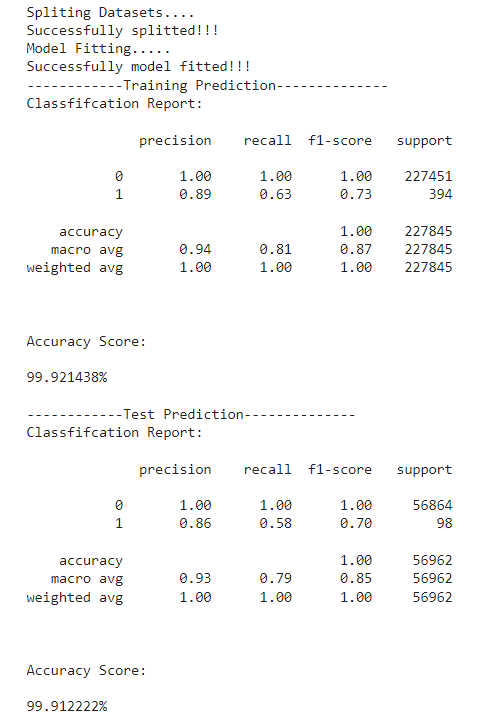 Spliting Datasets....
Successfully splitted!!!
Model Fitting.....
Successfully model fitted!!!
------------Training Prediction--------------
Classfifcation Report:
precision recall f1-score support
0 1.00 1.00 1.00 227451
1 0.89 0.63 0.73 394
accuracy 1.00 227845
macro avg 0.94 0.81 0.87 227845
weighted avg 1.00 1.00 1.00 227845
Accuracy Score:
99.921438%
------------Test Prediction--------------
Classfifcation Report:
precision recall f1-score support
0 1.00 1.00 1.00 56864
1 0.86 0.58 0.70 98
accuracy 1.00 56962
macro avg 0.93 0.79 0.85 56962
weighted avg 1.00 1.00 1.00 56962
Accuracy Score:
99.912222%